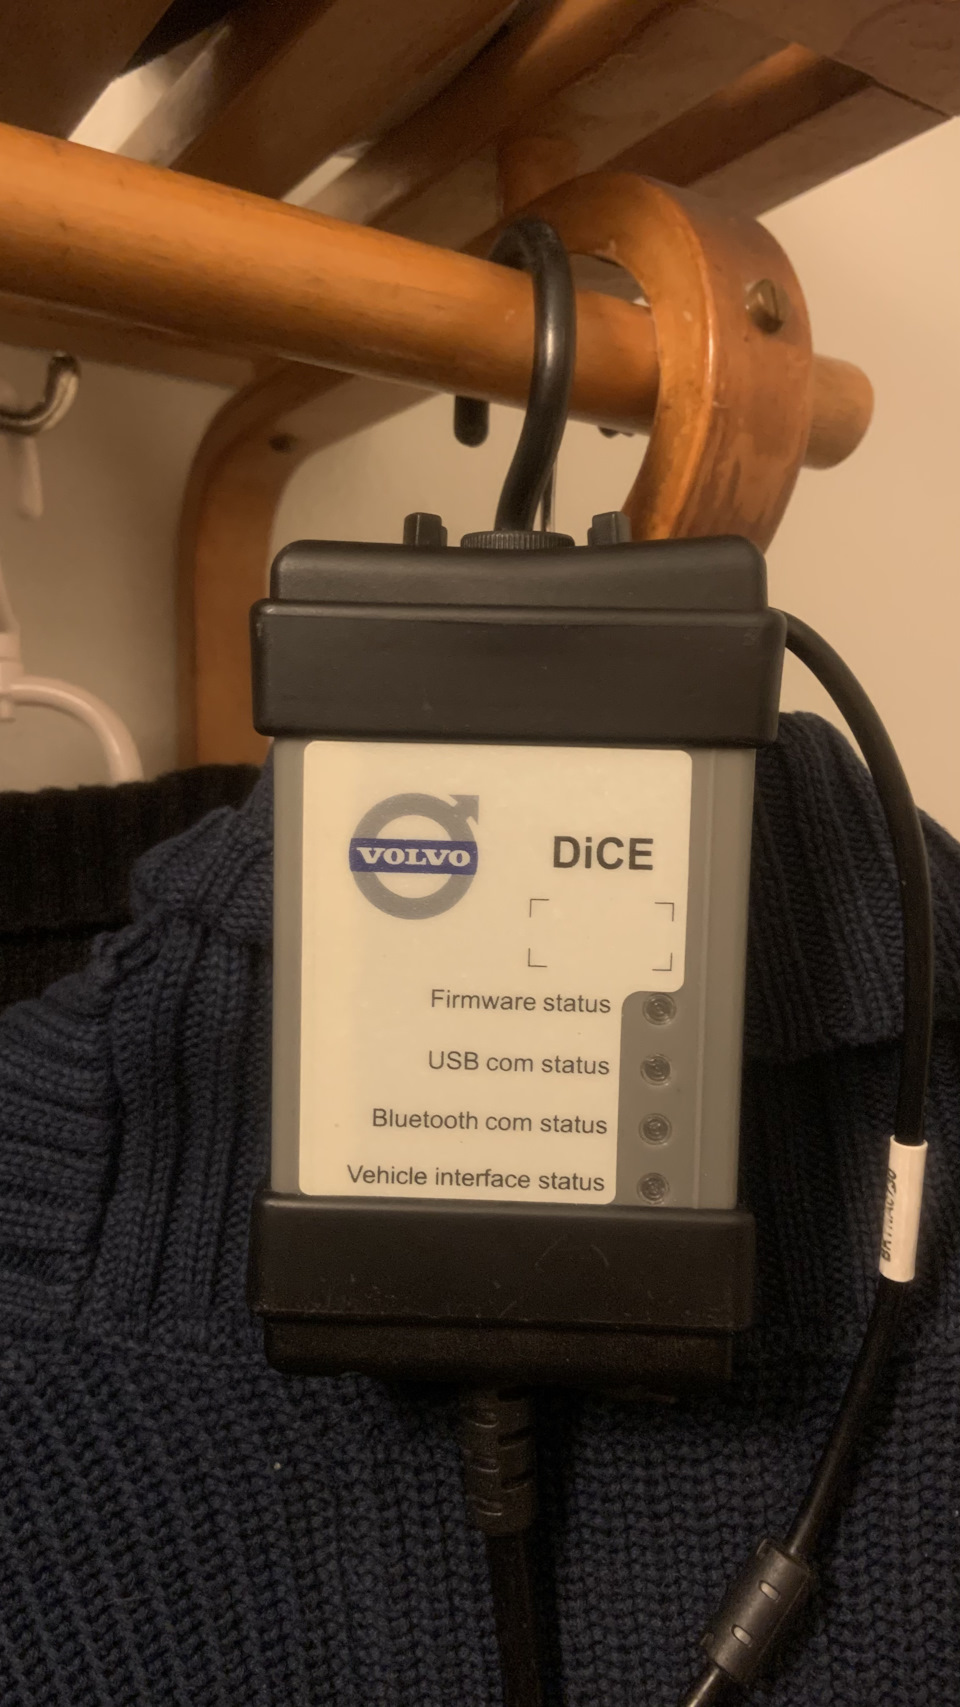 VOLVO
DiCE
Firmware status
USB com status
Bluetooth com status
Vehicle interface status